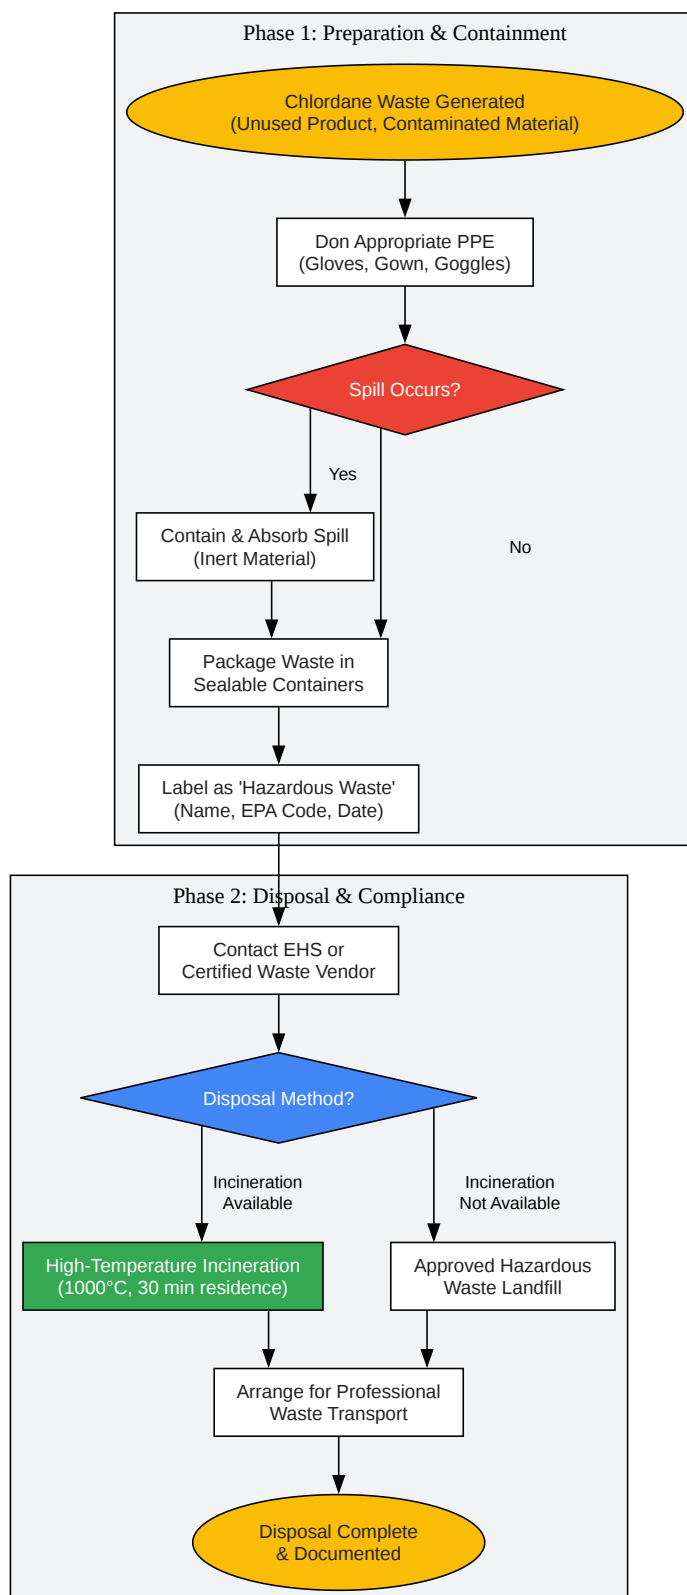 Phase 1: Preparation & Containment
Chlordane Waste Generated
(Unused Product, Contaminated Material)
Don Appropriate PPE
(Gloves, Gown, Goggles)
Spill Occurs?
Yes
Contain & Absorb Spill
(Inert Material)
No
Package Waste in
Sealable Containers
Label as 'Hazardous Waste'
(Name, EPA Code, Date)
Phase 2: Disposal & Compliance
Contact EHS or
Certified Waste Vendor
Disposal Method?
Incineration
Available
Incineration
Not Available
High-Temperature Incineration
(1000°C, 30 min residence)
Approved Hazardous
Waste Landfill
Arrange for Professional
Waste Transport
Disposal Complete
& Documented